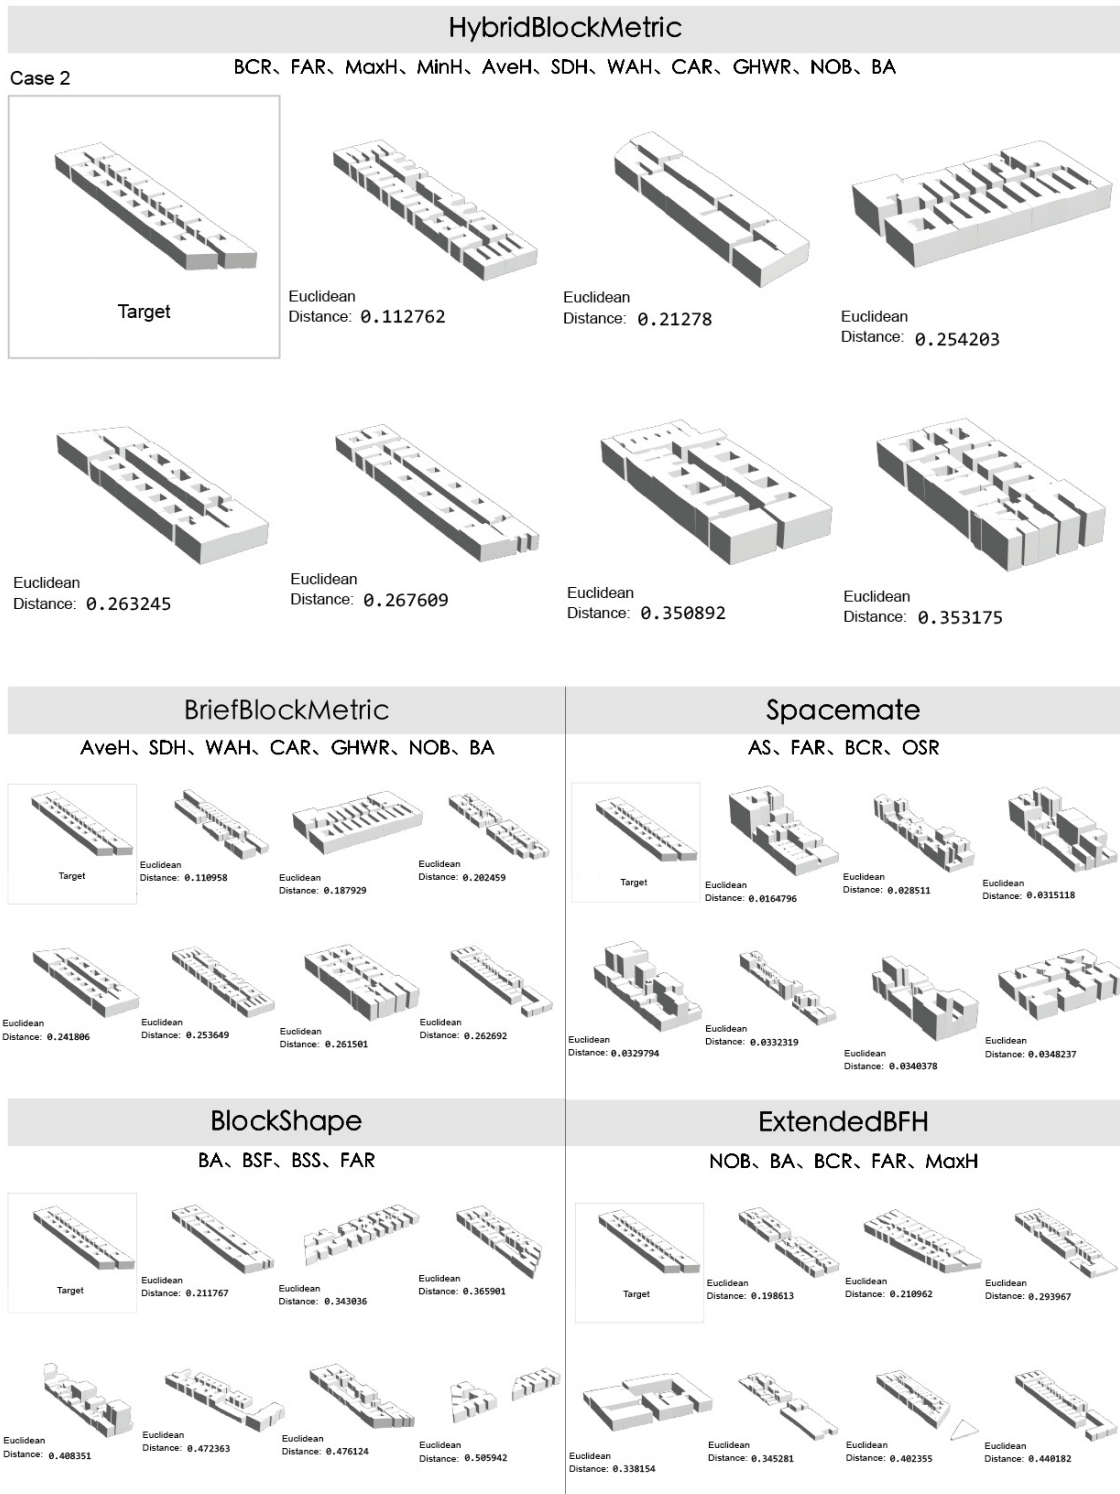 HybridBlockMetric
BCR、FAR、MaxH、MinH、AveH、SDH、WAH、CAR、GHWR、NOB、BA
Case 2
Target
Euclidean
Distance: 0.112762
Euclidean
Distance: 0.21278
Euclidean
Distance: 0.254203
Euclidean
Distance: 0.263245
Euclidean
Distance: 0.267609
Euclidean
Distance: 0.350892
Euclidean
Distance: 0.353175
BriefBlockMetric
AveH、SDH、WAH、CAR、GHWR、NOB、BA
Target
Euclidean
Distance: 0.110958
Euclidean
Distance: 0.187929
Euclidean
Distance: 0.202459
Euclidean
Distance: 0.241806
Euclidean
Distance: 0.253649
Euclidean
Distance: 0.261501
Euclidean
Distance: 0.262692
Spacemate
AS、FAR、BCR、OSR
Target
Euclidean
Distance: 0.0164796
Euclidean
Distance: 0.028511
Euclidean
Distance: 0.0315118
Euclidean
Distance: 0.0329794
Euclidean
Distance: 0.0332319
Euclidean
Distance: 0.0340378
Euclidean
Distance: 0.0348237
BlockShape
BA、BSF、BSS、FAR
Target
Euclidean
Distance: 0.211767
Euclidean
Distance: 0.343036
Euclidean
Distance: 0.365901
Euclidean
Distance: 0.408351
Euclidean
Distance: 0.472363
Euclidean
Distance: 0.476124
Euclidean
Distance: 0.505942
ExtendedBFH
NOB、BA、BCR、FAR、MaxH
Target
Euclidean
Distance: 0.198613
Euclidean
Distance: 0.210962
Euclidean
Distance: 0.293967
Euclidean
Distance: 0.338154
Euclidean
Distance: 0.345281
Euclidean
Distance: 0.402355
Euclidean
Distance: 0.440182